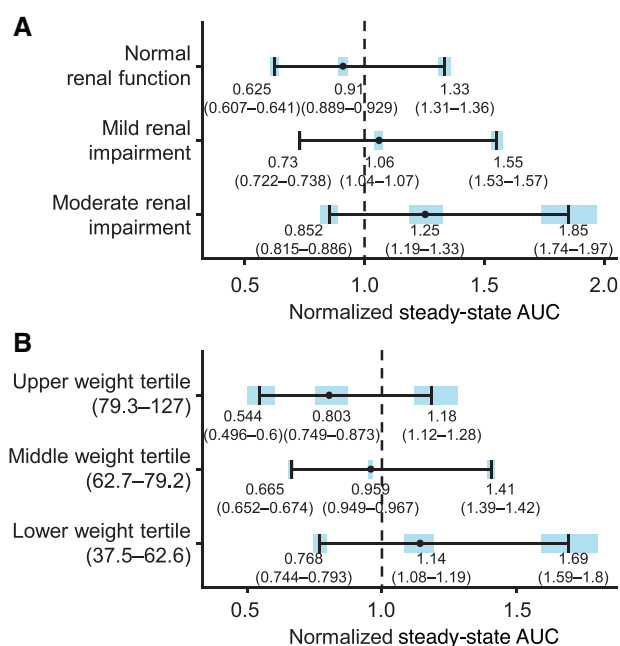 A
Normal
renal function
0.625 0.91 1.33
(0.607–0.641) (0.889–0.929) (1.31–1.36)
Mild renal
impairment
0.73 1.06 1.55
(0.722–0.738) (1.04–1.07) (1.53–1.57)
Moderate renal
impairment
0.852 1.25 1.85
(0.815–0.886) (1.19–1.33) (1.74–1.97)
0.5 1.0 1.5 2.0
Normalized steady-state AUC
B
Upper weight tertile
(79.3–127)
0.544 0.803 1.18
(0.496–0.6) (0.749–0.873) (1.12–1.28)
Middle weight tertile
(62.7–79.2)
0.665 0.959 1.41
(0.652–0.674) (0.949–0.967) (1.39–1.42)
Lower weight tertile
(37.5–62.6)
0.768 1.14 1.69
(0.744–0.793) (1.08–1.19) (1.59–1.8)
0.5 1.0 1.5
Normalized steady-state AUC